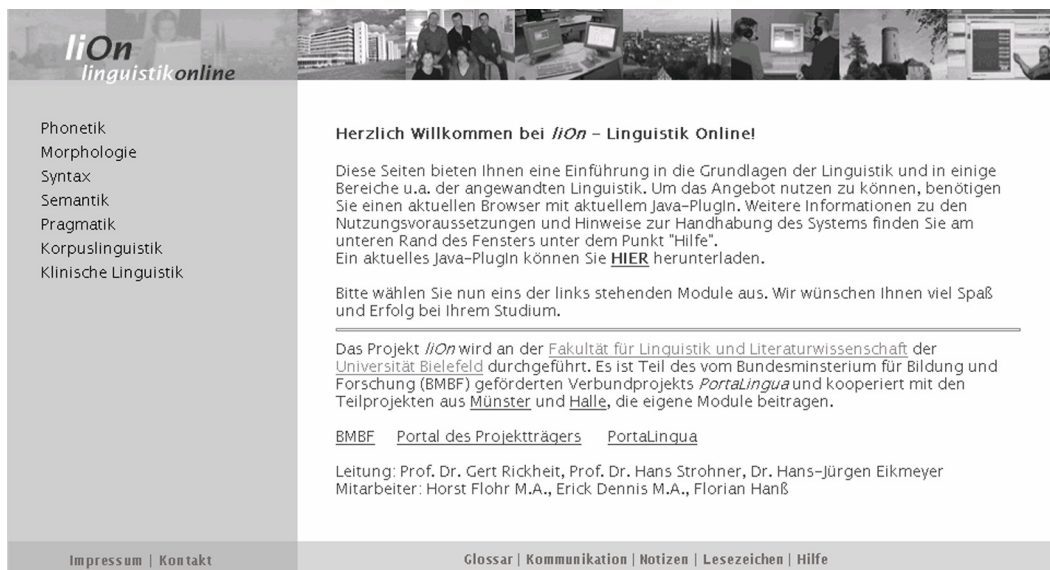 liOn
linguistikonline
Phonetik
Morphologie
Syntax
Semantik
Pragmatik
Korpuslinguistik
Klinische Linguistik
Herzlich Willkommen bei liOn – Linguistik Online!
Diese Seiten bieten Ihnen eine Einführung in die Grundlagen der Linguistik und in einige
Bereiche u.a. der angewandten Linguistik. Um das Angebot nutzen zu können, benötigen
Sie einen aktuellen Browser mit aktuellem Java-PlugIn. Weitere Informationen zu den
Nutzungsvoraussetzungen und Hinweise zur Handhabung des Systems finden Sie am
unteren Rand des Fensters unter dem Punkt "Hilfe".
Ein aktuelles Java-PlugIn können Sie HIER herunterladen.
Bitte wählen Sie nun eins der links stehenden Module aus. Wir wünschen Ihnen viel Spaß
und Erfolg bei Ihrem Studium.
Das Projekt liOn wird an der Fakultät für Linguistik und Literaturwissenschaft der
Universität Bielefeld durchgeführt. Es ist Teil des vom Bundesministerium für Bildung und
Forschung (BMBF) geförderten Verbundprojekts PortaLingua und kooperiert mit den
Teilprojekten aus Münster und Halle, die eigene Module beitragen.
BMBF Portal des Projektträgers PortaLingua
Leitung: Prof. Dr. Gert Rickheit, Prof. Dr. Hans Strohner, Dr. Hans-Jürgen Eikmeyer
Mitarbeiter: Horst Flohr M.A., Erick Dennis M.A., Florian Hanß
Impressum | Kontakt
Glossar | Kommunikation | Notizen | Lesezeichen | Hilfe